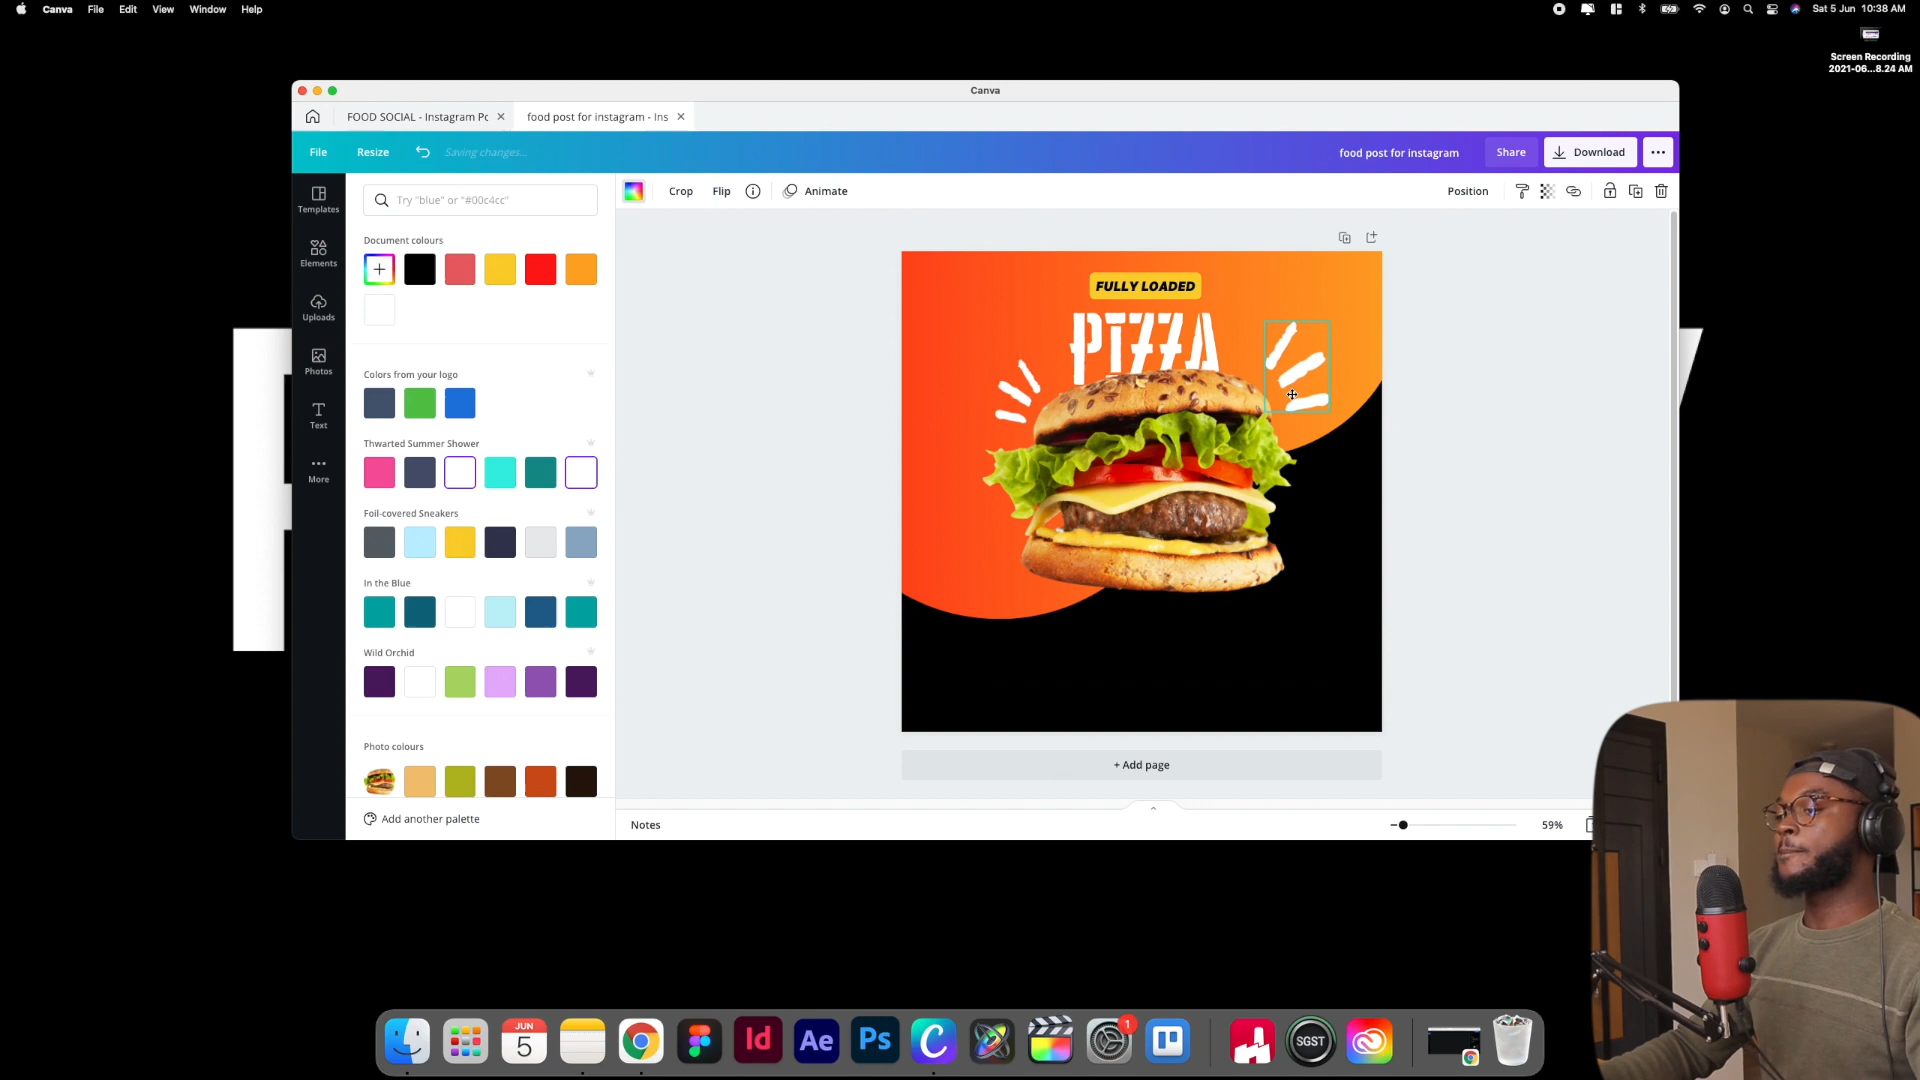 Canva File Edit View Window Help
Sat 5 Jun 10:38 AM
Screen Recording
2021-06...8.24 AM
Canva
FOOD SOCIAL - Instagram Pc
food post for instagram - Ins
File Resize Saving changes...
food post for instagram Share Download
Templates
Elements
Uploads
Photos
Text
More
Try "blue" or "#00c4cc"
Document colours
Colors from your logo
Thwarted Summer Shower
Foil-covered Sneakers
In the Blue
Wild Orchid
Photo colours
Add another palette
Crop Flip Animate
Position
FULLY LOADED
PIZZA
+ Add page
Notes
59%
JUN
5
Id
Ae
Ps
1
SGST